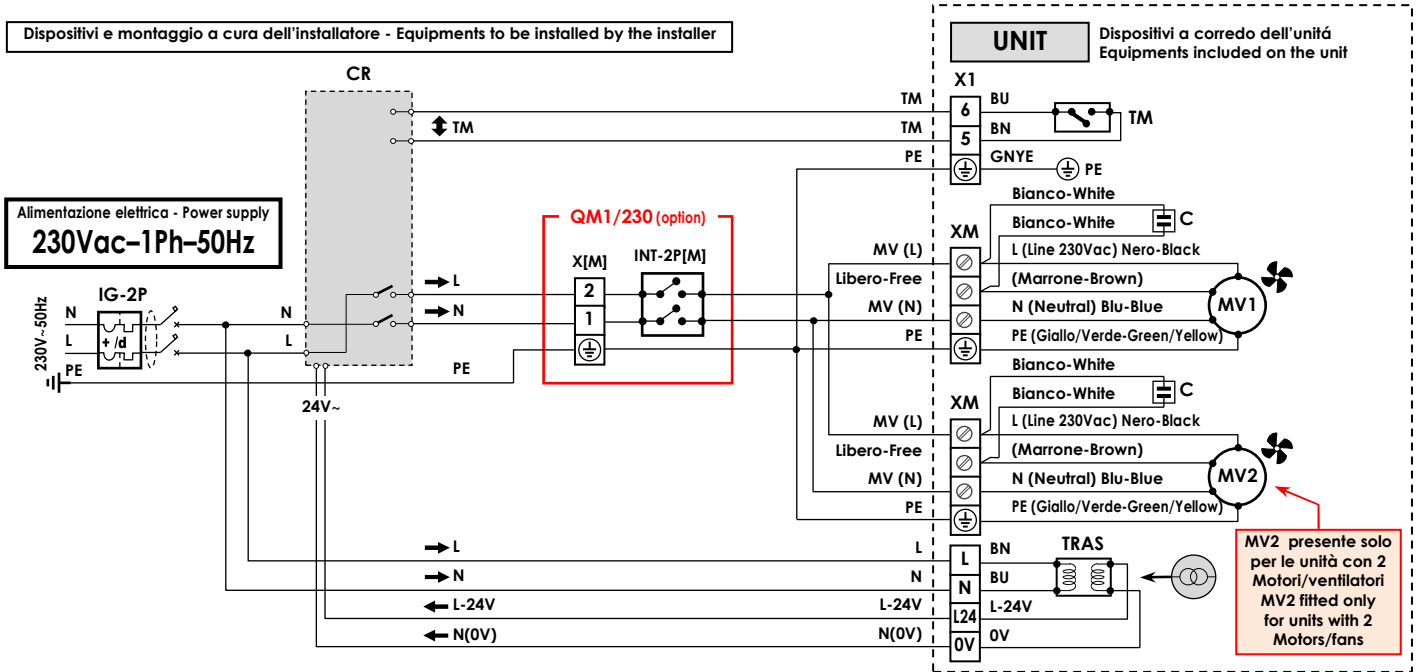 Dispositivi e montaggio a cura dell'installatore - Equipments to be installed by the installer
UNIT
Dispositivi a corredo dell'unitá
Equipments included on the unit
CR
X1
TM
6
BU
TM
TM
TM
5
BN
PE
GNYE
PE
Alimentazione elettrica - Power supply
230Vac–1Ph–50Hz
QM1/230 (option)
X[M]
INT-2P[M]
2
1
L
N
IG-2P
230V~50Hz
N
L
PE
+ /d
N
L
PE
24V~
XM
Bianco-White
Bianco-White
C
MV (L)
L (Line 230Vac) Nero-Black
Libero-Free
(Marrone-Brown)
MV (N)
N (Neutral) Blu-Blue
PE
PE (Giallo/Verde-Green/Yellow)
MV1
XM
Bianco-White
Bianco-White
C
MV (L)
L (Line 230Vac) Nero-Black
Libero-Free
(Marrone-Brown)
MV (N)
N (Neutral) Blu-Blue
PE
PE (Giallo/Verde-Green/Yellow)
MV2
L
L
L
BN
TRAS
N
N
N
BU
L-24V
L-24V
L24
L-24V
N(0V)
N(0V)
0V
0V
MV2 presente solo
per le unità con 2
Motori/ventilatori
MV2 fitted only
for units with 2
Motors/fans